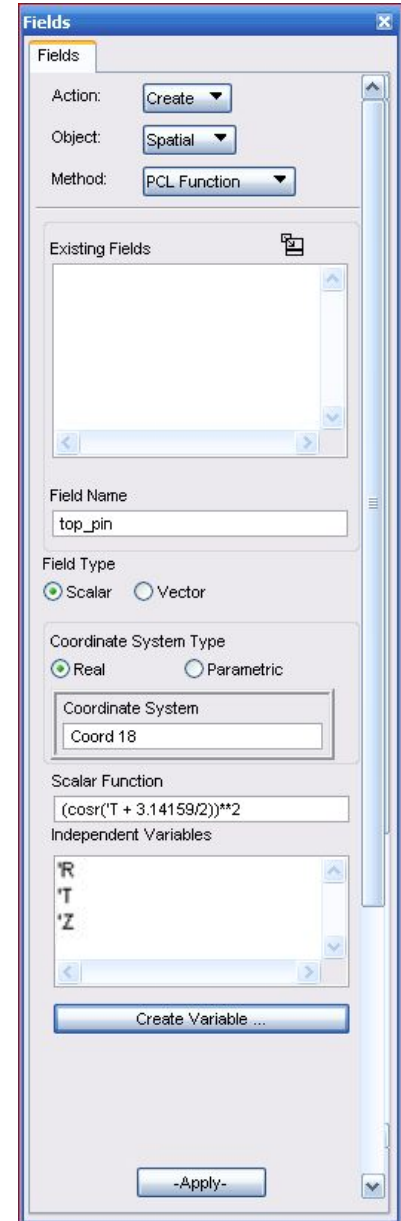 Fields
Fields
Action: Create
Object: Spatial
Method: PCL Function
Existing Fields
Field Name
top_pin
Field Type
Scalar Vector
Coordinate System Type
Real Parametric
Coordinate System
Coord 18
Scalar Function
(cosr('T + 3.14159/2))**2
Independent Variables
'R
'T
'Z
Create Variable ...
-Apply-